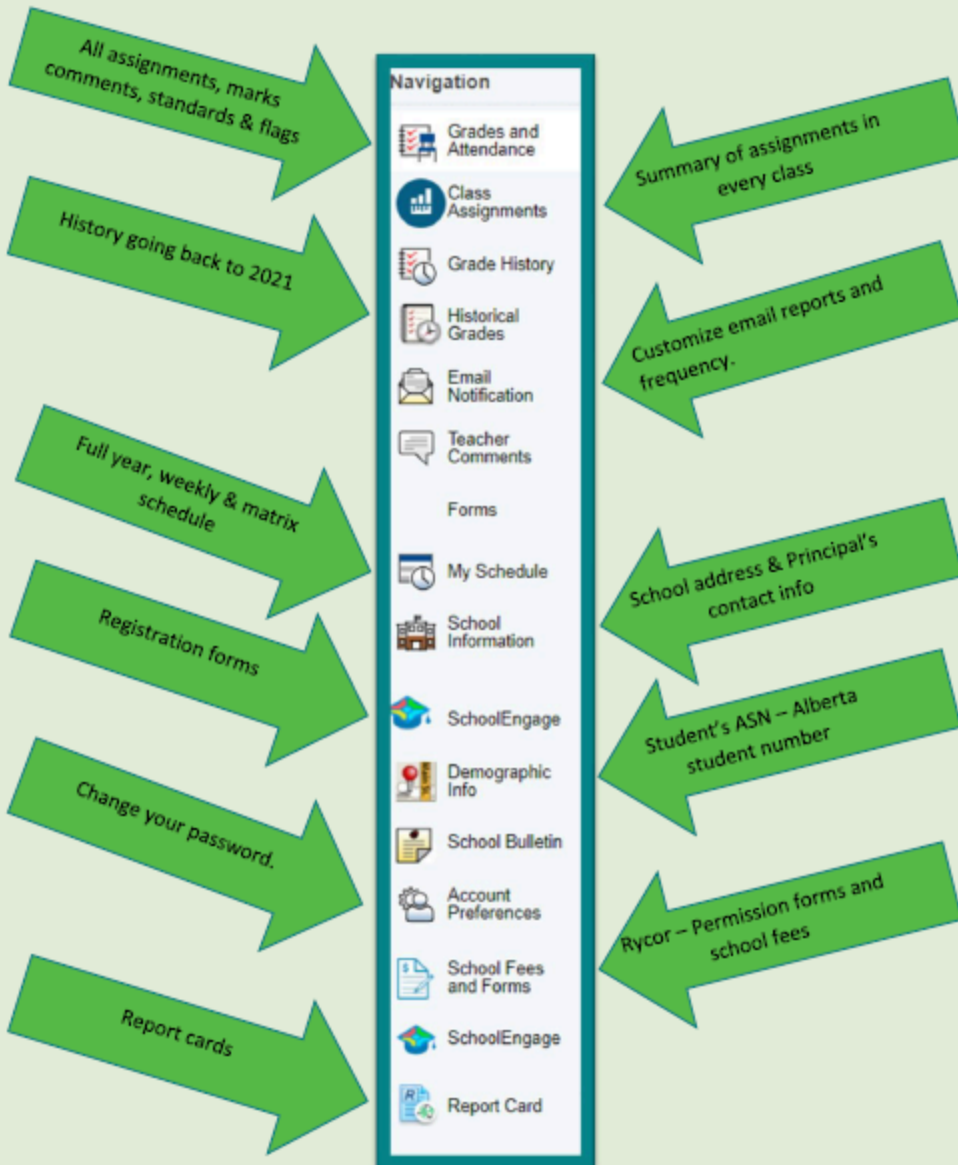 All assignments, marks
comments, standards & flags
History going back to 2021
Full year, weekly & matrix
schedule
Registration forms
Change your password.
Report cards
Navigation
Grades and
Attendance
Class
Assignments
Grade History
Historical
Grades
Email
Notification
Teacher
Comments
Forms
My Schedule
School
Information
SchoolEngage
Demographic
Info
School Bulletin
Account
Preferences
School Fees
and Forms
SchoolEngage
Report Card
Summary of assignments in
every class
Customize email reports and
frequency.
School address & Principal's
contact info
Student's ASN – Alberta
student number
Rycor – Permission forms and
school fees